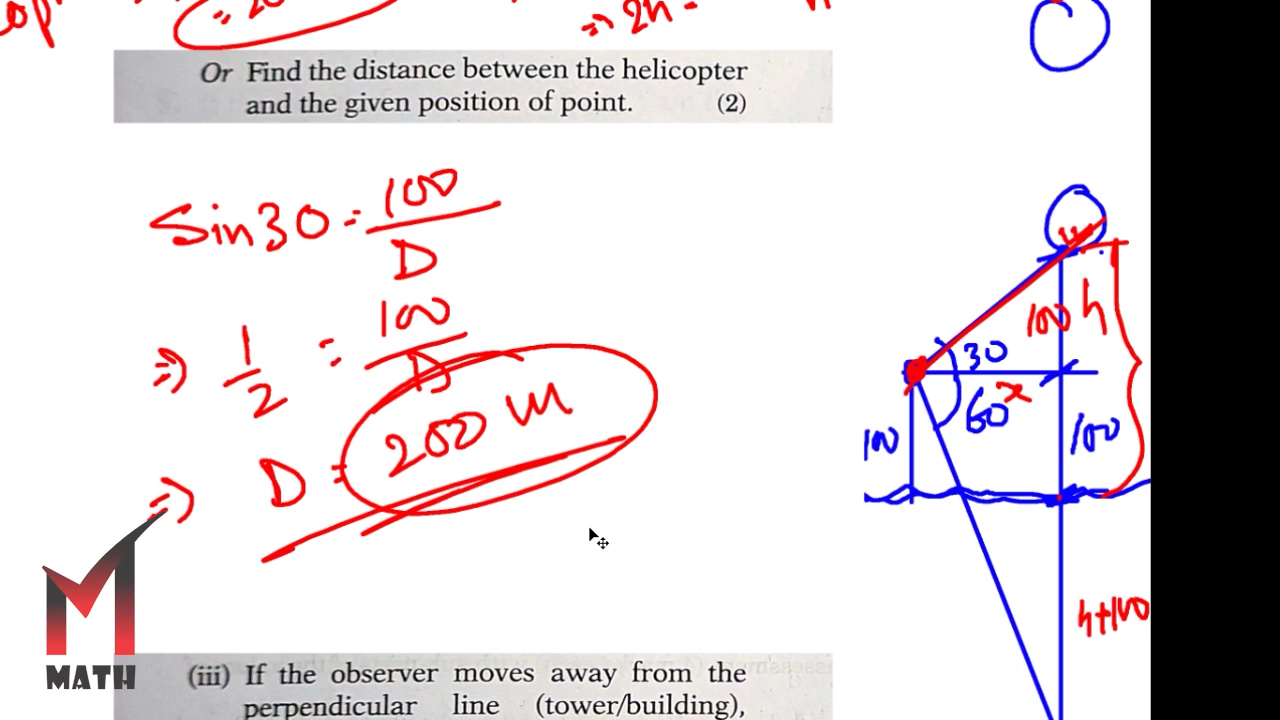 Or Find the distance between the helicopter
and the given position of point. (2)
Sin 30 = 100
D
⇒ 1 = 100
2 D
⇒ D = 200 m
100 h
30
60 x
100
100
h+100
MATH
(iii) If the observer moves away from the
perpendicular line (tower/building),